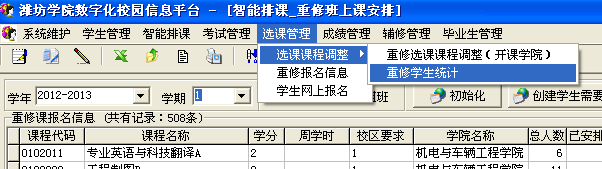 潍坊学院数字化校园信息平台 - [智能排课_重修班上课安排]
系统维护 学生管理 智能排课 考试管理 选课管理 成绩管理 辅修管理 毕业生管理
选课课程调整 重修选课课程调整(开课学院)
重修报名信息 重修学生统计
学生网上报名
学年 2012-2013 学期 1 班 初始化 创建学生需要
重修课报名信息 (共有记录:508条)
课程代码 课程名称 学分 周学时 校区要求 学院名称 总人数 已安排
0102011 专业英语与科技翻译A 2 1 机电与车辆工程学院 6